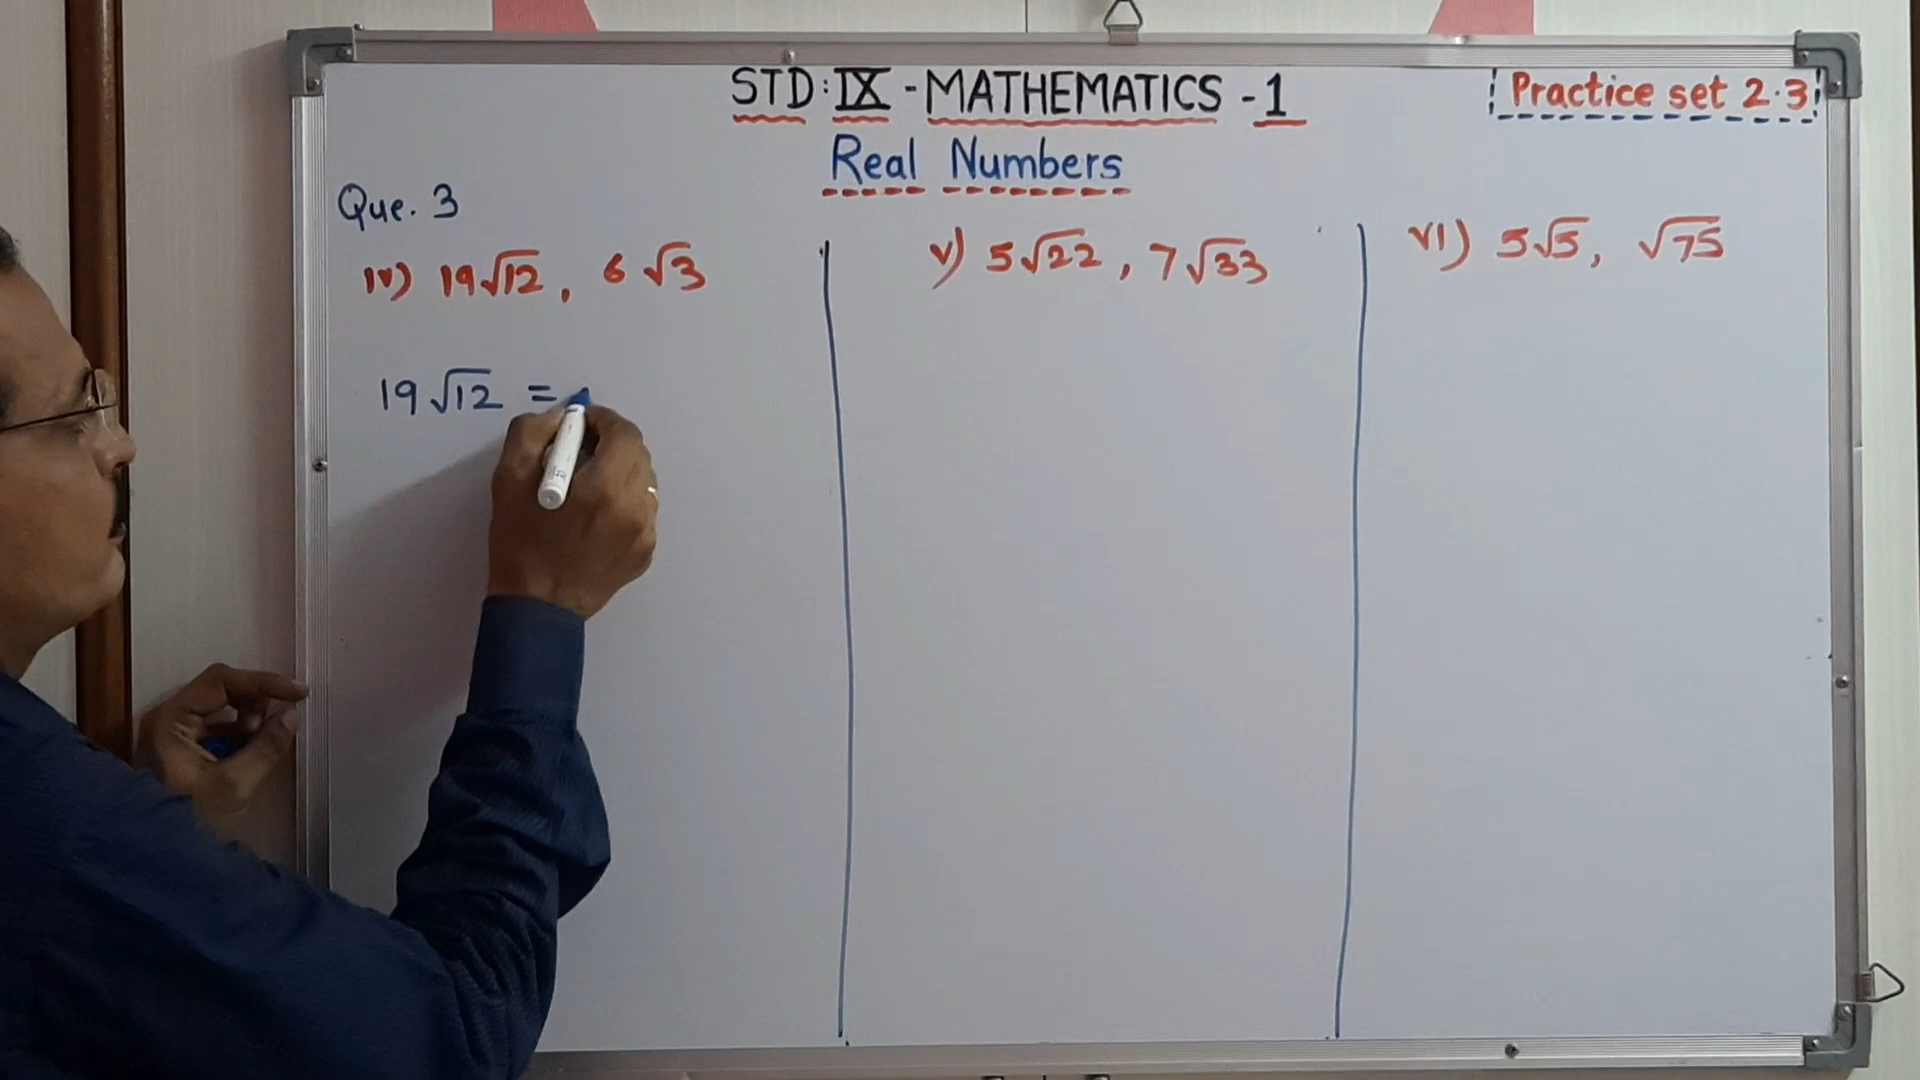 STD: IX - MATHEMATICS - 1
Practice set 2.3
Real Numbers
Que. 3
iv) 19√12, 6√3
v) 5√22, 7√33
vi) 5√5, √75
19√12 =